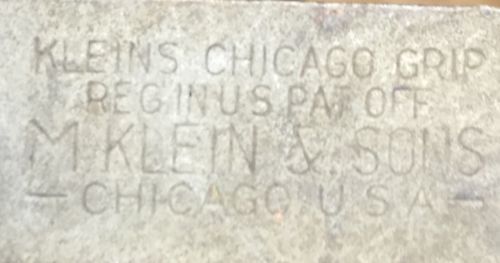 KLEINS CHICAGO GRIP
REG IN U S PAT OFF
M·KLEIN & SONS
— CHICAGO U S A —